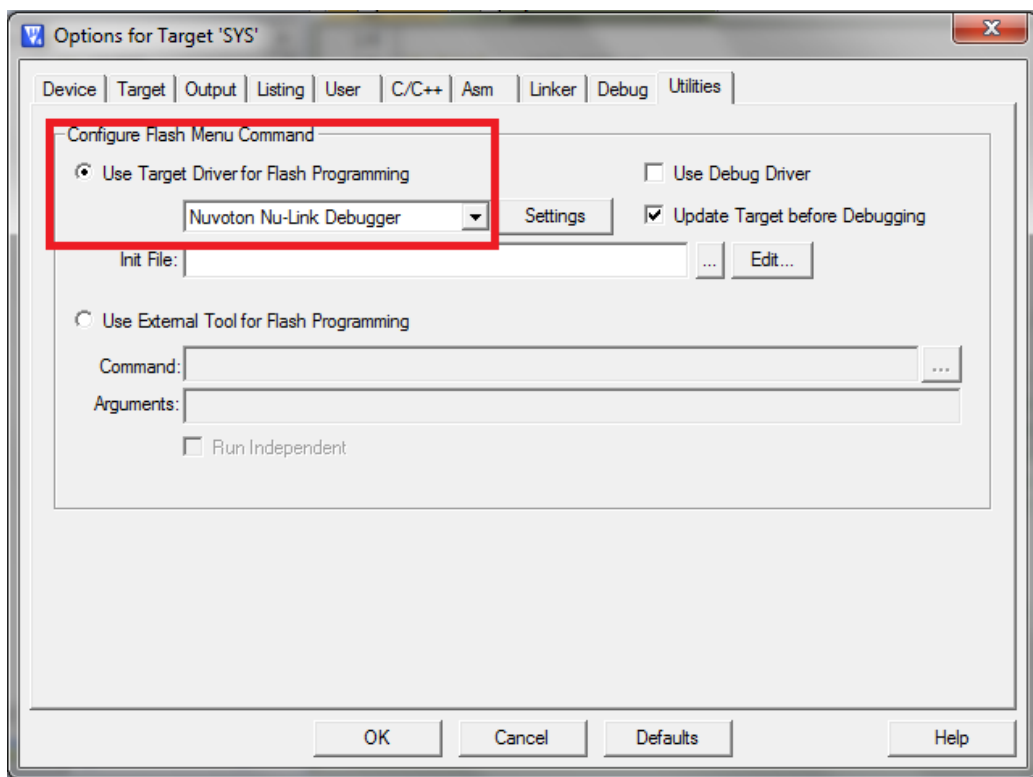 Options for Target 'SYS'
Device Target Output Listing User C/C++ Asm Linker Debug Utilities
Configure Flash Menu Command
Use Target Driver for Flash Programming Use Debug Driver
Nuvoton Nu-Link Debugger Settings Update Target before Debugging
Init File: ... Edit...
Use External Tool for Flash Programming
Command: ...
Arguments:
Run Independent
OK Cancel Defaults Help